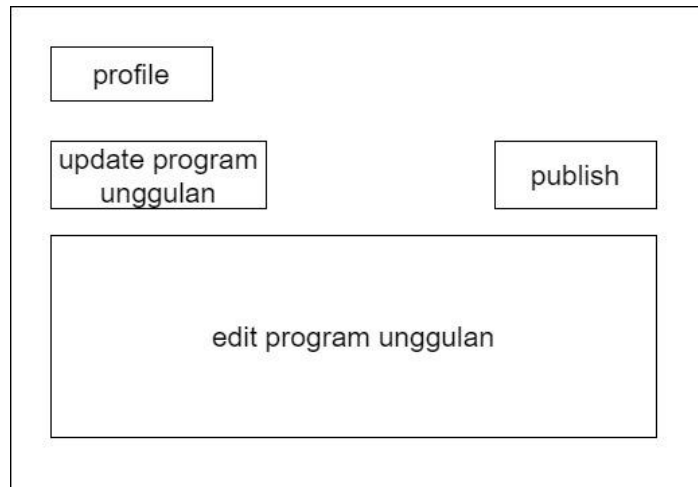 profile
update program
unggulan
publish
edit program unggulan